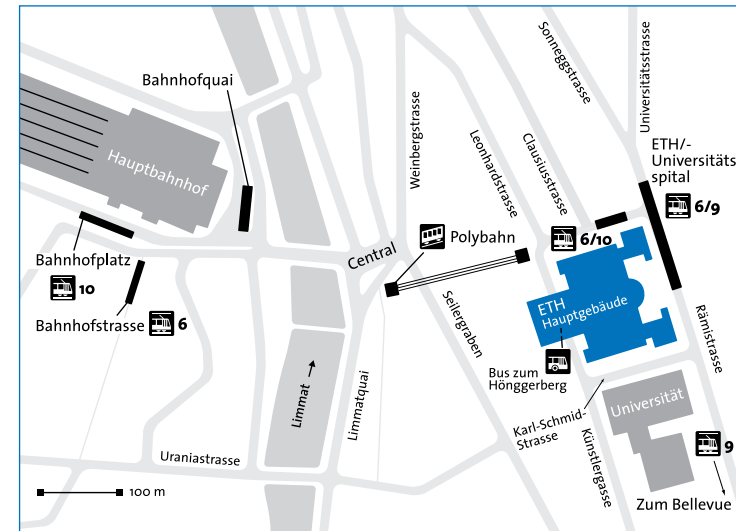 Bahnhofquai
Hauptbahnhof
Bahnhofplatz
10
Bahnhofstrasse
6
Central
Polybahn
Weinbergstrasse
Leonhardstrasse
Clausiusstrasse
Sonneggstrasse
Universitätsstrasse
ETH/-
Universitäts
spital
6/9
6/10
ETH
Hauptgebäude
Bus zum
Hönggerberg
Seilergraben
Rämistrasse
Karl-Schmid-
Strasse
Künstlergasse
Universität
9
Zum Bellevue
Limmat
Limmatquai
Uraniastrasse
100 m